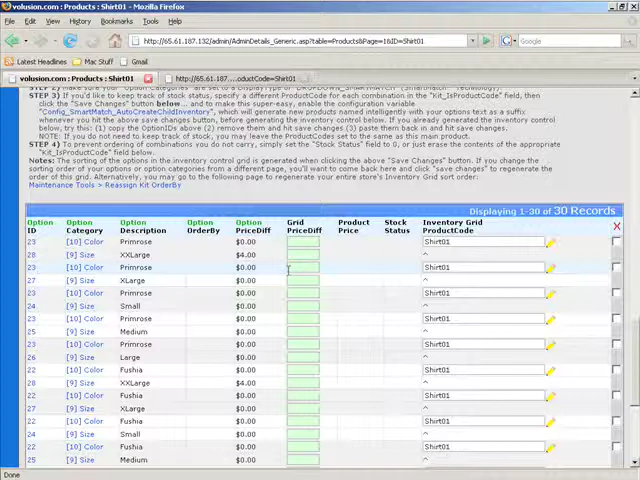 volusion.com : Products : Shirt01 - Mozilla Firefox
File Edit View History Bookmarks Tools Help
http://65.61.187.132/admin/AdminDetails_Generic.asp?table=Products&Page=1&ID=Shirt01
Google
Latest Headlines Mac Stuff Gmail
volusion.com : Products : Shirt01 http://65.61.187....oductCode=Shirt01
STEP 3) If you'd like to keep track of stock status, specify a different ProductCode for each combination in the "Kit_IsProductCode" field, then
click the "Save Changes" button below... and to make this super-easy, enable the configuration variable
"Config_SmartMatch_AutoCreateChildInventory", which will generate new products named intelligently with your options text as a suffix
whenever you hit the above save changes button, before generating the inventory control below. If you already generated the inventory control
below, try this: (1) copy the OptionIDs above (2) remove them and hit save changes (3) paste them back in and hit save changes.
NOTE: If you do not need to keep track of stock, you may leave the ProductCodes set to the same as this main product.
STEP 4) To prevent ordering of combinations you do not carry, simply set the "Stock Status" field to 0, or just erase the contents of the appropriate
"Kit_IsProductCode" field below.
Notes: The sorting of the options in the inventory control grid is generated when clicking the above "Save Changes" button. If you change the
sorting order of your options or option categories from a different page, you'll want to come back here and click "save changes" to regenerate
the order of this grid. Alternatively, you may go to the following page to regenerate your entire store's Inventory Grid sort order:
Maintenance Tools > Reassign Kit OrderBy
Displaying 1-30 of 30 Records
Option ID Option Category Option Description Option OrderBy Option PriceDiff Grid PriceDiff Product Price Stock Status Inventory Grid ProductCode X
23 [10] Color Primrose $0.00 Shirt01
28 [9] Size XXLarge $4.00 ^
23 [10] Color Primrose $0.00 Shirt01
27 [9] Size XLarge $0.00 ^
23 [10] Color Primrose $0.00 Shirt01
24 [9] Size Small $0.00 ^
23 [10] Color Primrose $0.00 Shirt01
25 [9] Size Medium $0.00 ^
23 [10] Color Primrose $0.00 Shirt01
26 [9] Size Large $0.00 ^
22 [10] Color Fushia $0.00 Shirt01
28 [9] Size XXLarge $4.00 ^
22 [10] Color Fushia $0.00 Shirt01
27 [9] Size XLarge $0.00 ^
22 [10] Color Fushia $0.00 Shirt01
24 [9] Size Small $0.00 ^
22 [10] Color Fushia $0.00 Shirt01
25 [9] Size Medium $0.00 ^
Done